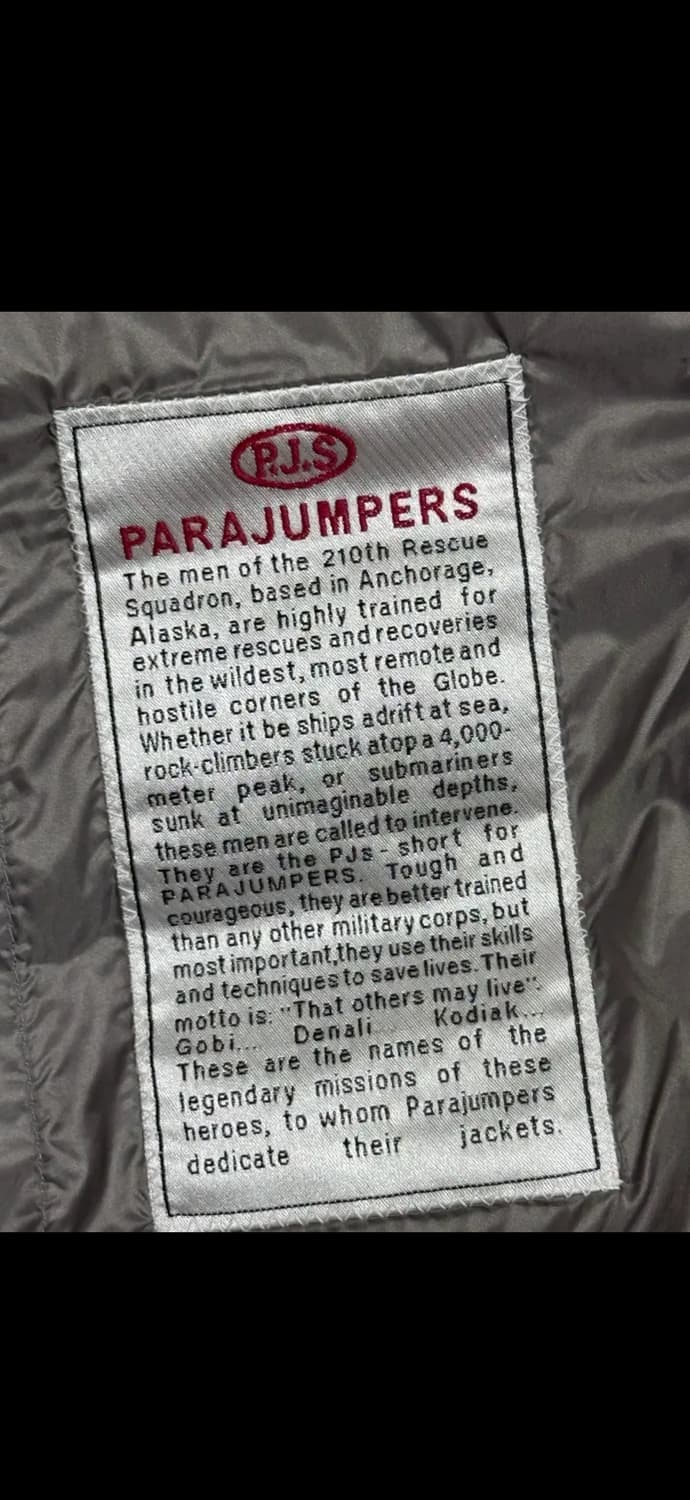 P.J.S
PARAJUMPERS
The men of the 210th Rescue
Squadron, based in Anchorage,
Alaska, are highly trained for
extreme rescues and recoveries
in the wildest, most remote and
hostile corners of the Globe.
Whether it be ships adrift at sea,
rock-climbers stuck atop a 4,000-
meter peak, or submariners
sunk at unimaginable depths,
these men are called to intervene.
They are the PJs - short for
PARAJUMPERS. Tough and
courageous, they are better trained
than any other military corps, but
most important,they use their skills
and techniques to save lives. Their
motto is: "That others may live".
Gobi... Denali... Kodiak...
These are the names of the
legendary missions of these
heroes, to whom Parajumpers
dedicate their jackets.